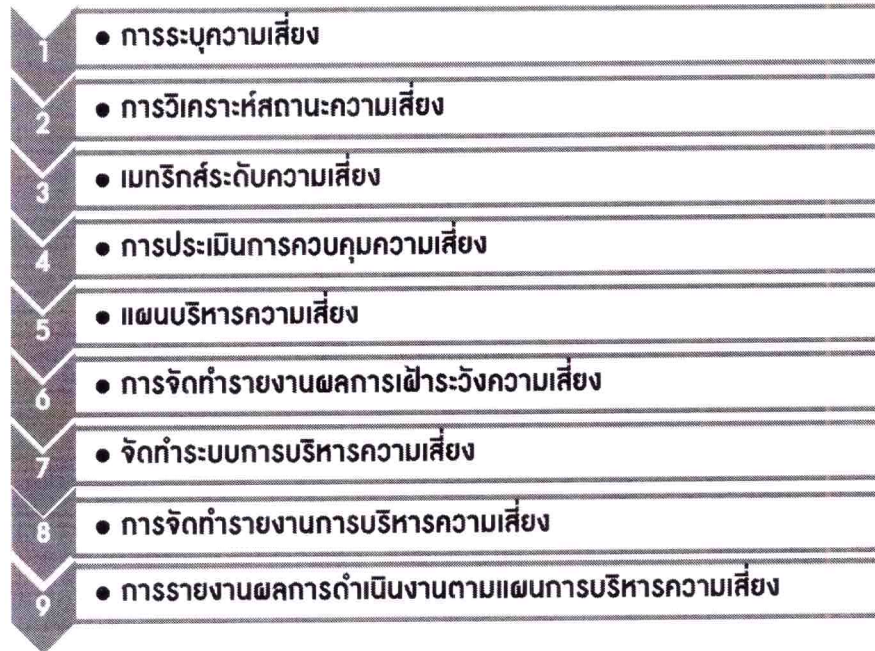 1 • การระบุความเสี่ยง
2 • การวิเคราะห์สถานะความเสี่ยง
3 • เมทริกส์ระดับความเสี่ยง
4 • การประเมินการควบคุมความเสี่ยง
5 • แผนบริหารความเสี่ยง
6 • การจัดทำรายงานผลการเฝ้าระวังความเสี่ยง
7 • จัดทำระบบการบริหารความเสี่ยง
8 • การจัดทำรายงานการบริหารความเสี่ยง
9 • การรายงานผลการดำเนินงานตามแผนการบริหารความเสี่ยง